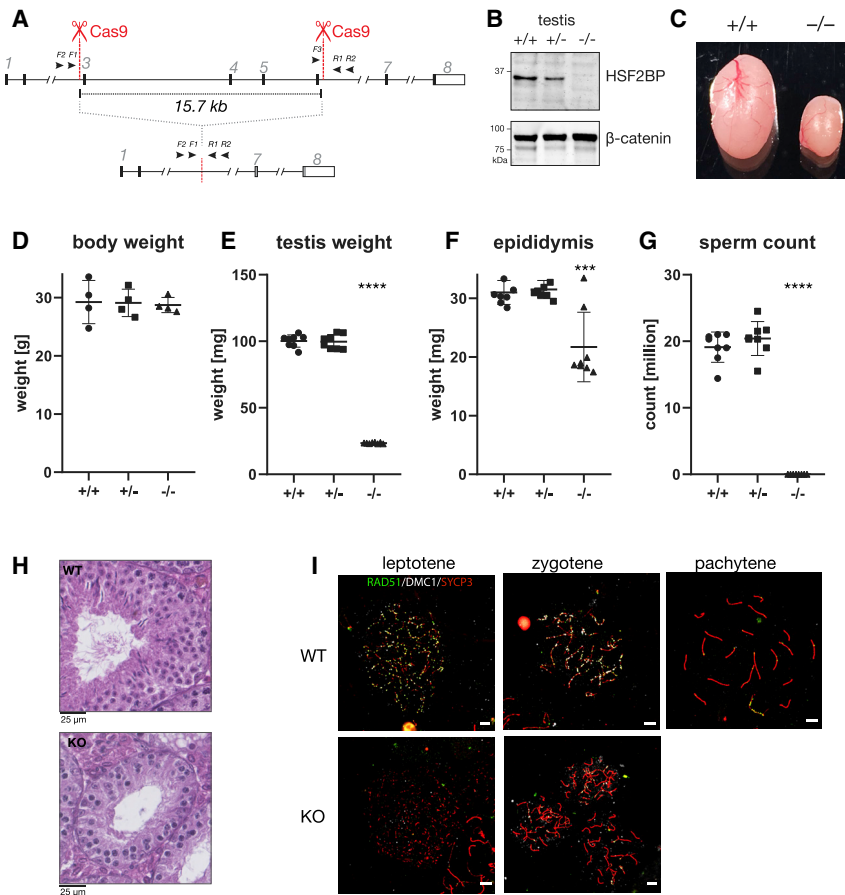 A
Cas9
Cas9
F2 F1
F3
R1 R2
1
3
4
5
7
8
15.7 kb
F2 F1
R1 R2
1
7
8
B
testis
+/+ +/- -/-
37
HSF2BP
100
75
kDa
β-catenin
C
+/+
–/–
D
body weight
weight [g]
30
20
10
0
+/+ +/- -/-
E
testis weight
weight [mg]
150
100
50
0
****
+/+ +/- -/-
F
epididymis
weight [mg]
30
20
10
0
***
+/+ +/- -/-
G
sperm count
count [million]
30
20
10
0
****
+/+ +/- -/-
H
WT
25 µm
KO
25 µm
I
leptotene
zygotene
pachytene
RAD51/DMC1/SYCP3
WT
KO